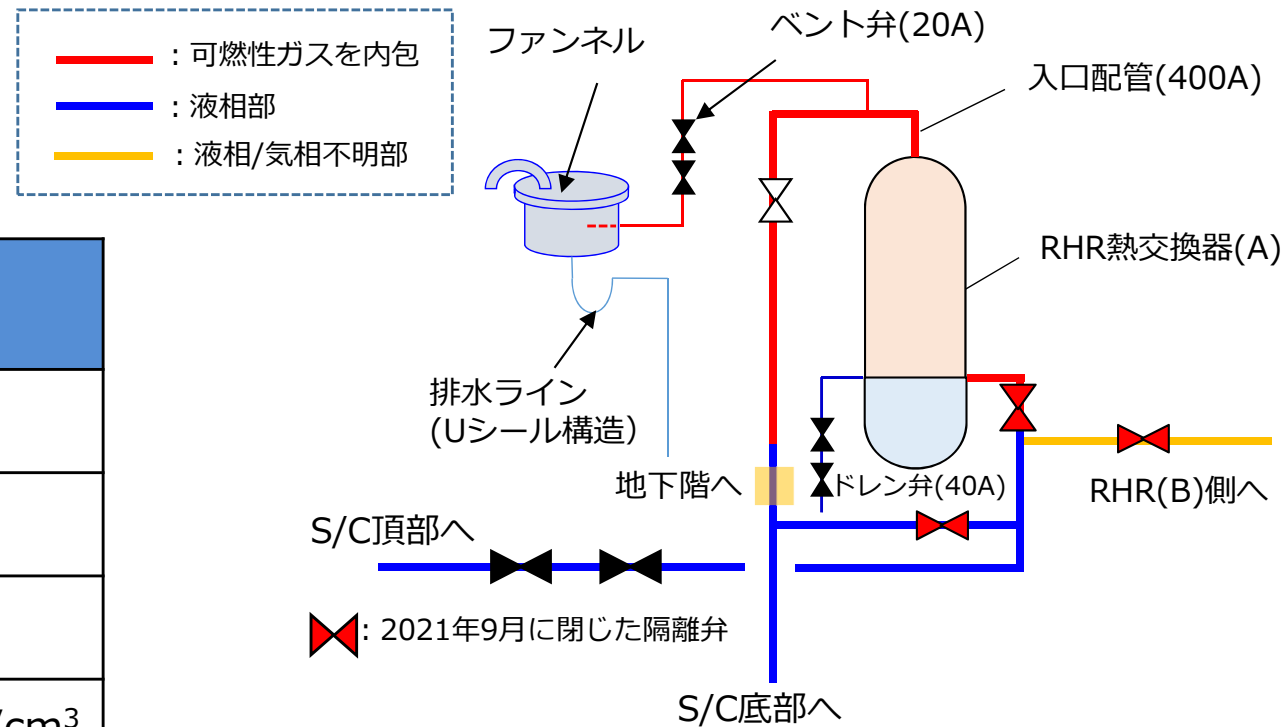 ：可燃性ガスを内包
：液相部
：液相/気相不明部
ファンネル
ベント弁(20A)
入口配管(400A)
RHR熱交換器(A)
排水ライン
(Uシール構造）
地下階へ
ドレン弁(40A)
RHR(B)側へ
S/C頂部へ
：2021年9月に閉じた隔離弁
S/C底部へ
/cm³